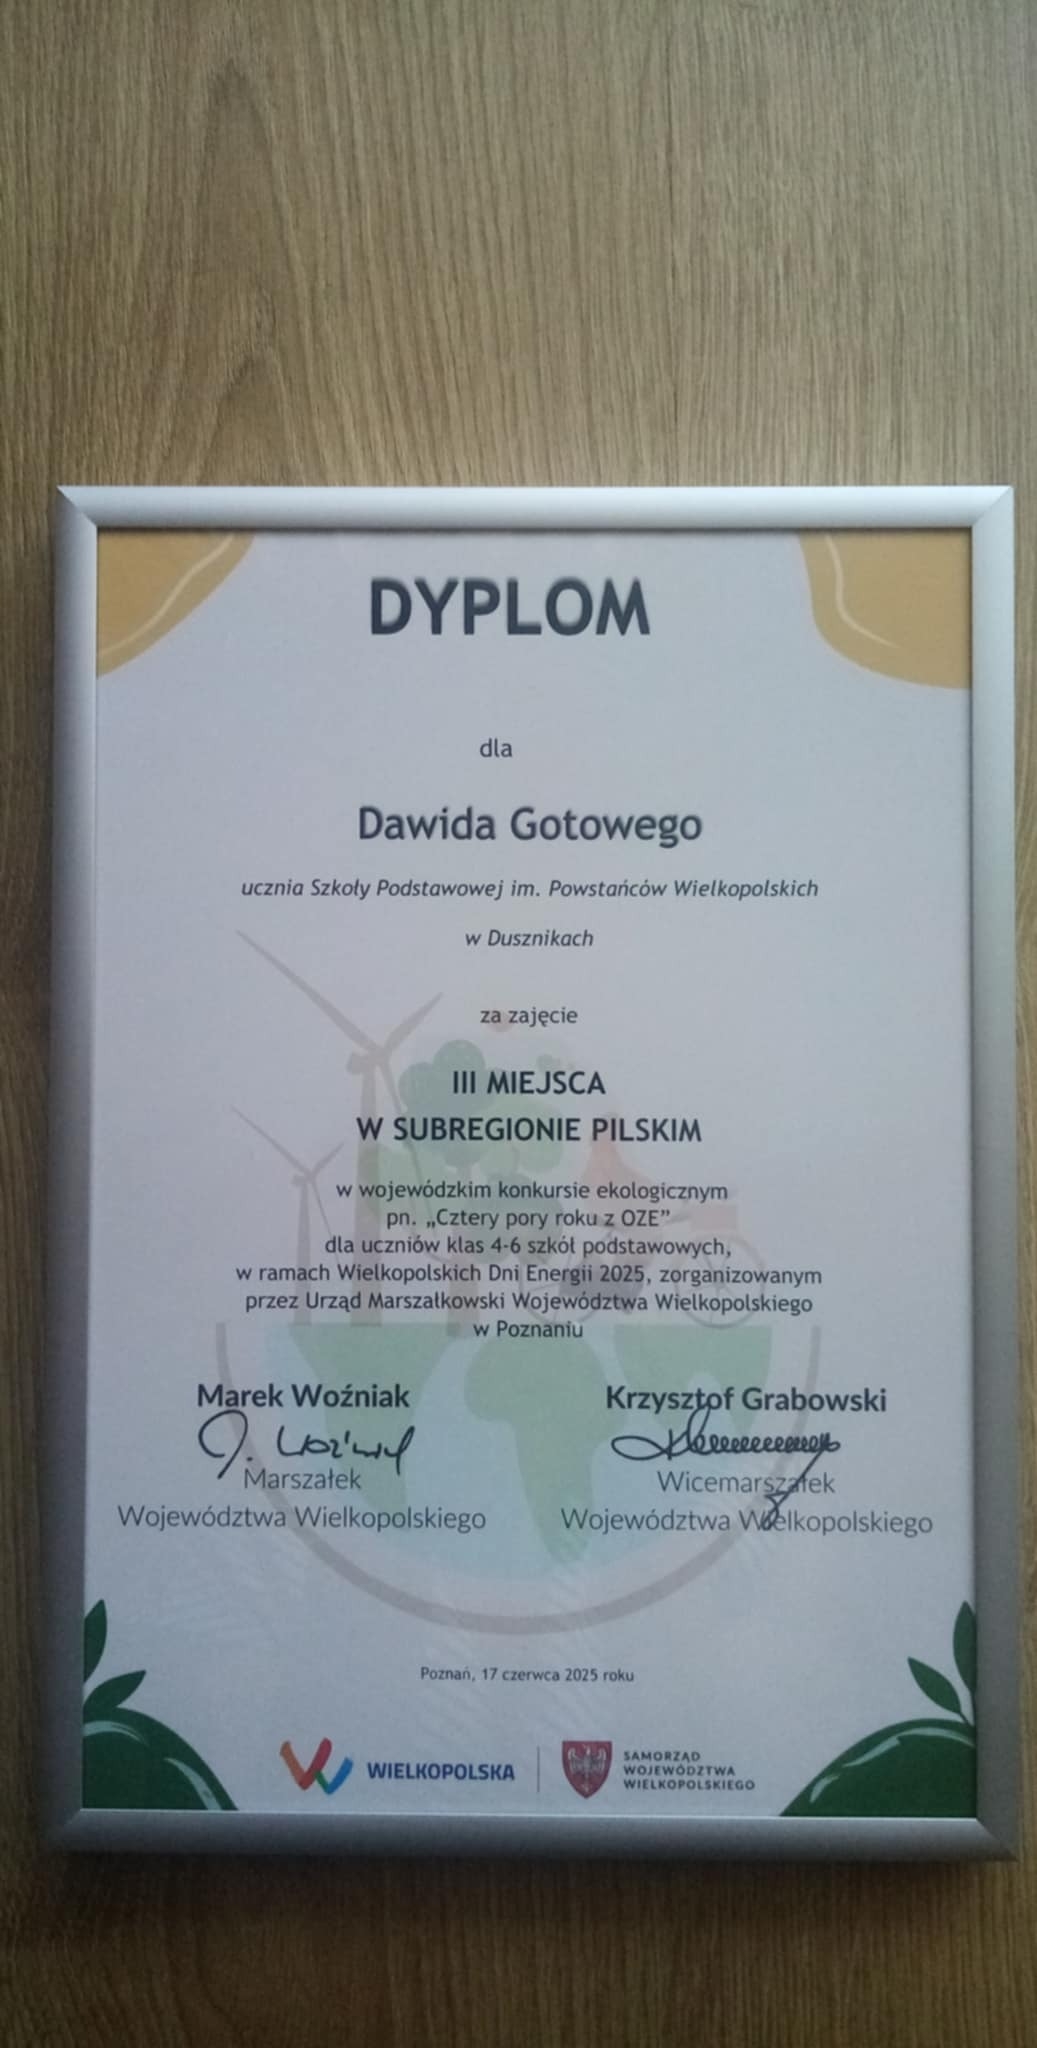 DYPLOM
dla
Dawida Gotowego
ucznia Szkoły Podstawowej im. Powstańców Wielkopolskich
w Dusznikach
za zajęcie
III MIEJSCA
W SUBREGIONIE PILSKIM
w wojewódzkim konkursie ekologicznym
pn. „Cztery pory roku z OZE”
dla uczniów klas 4-6 szkół podstawowych,
w ramach Wielkopolskich Dni Energii 2025, zorganizowanym
przez Urząd Marszałkowski Województwa Wielkopolskiego
w Poznaniu
Marek Woźniak
Marszałek
Województwa Wielkopolskiego
Krzysztof Grabowski
Wicemarszałek
Województwa Wielkopolskiego
Poznań, 17 czerwca 2025 roku
WIELKOPOLSKA
SAMORZĄD
WOJEWÓDZTWA
WIELKOPOLSKIEGO